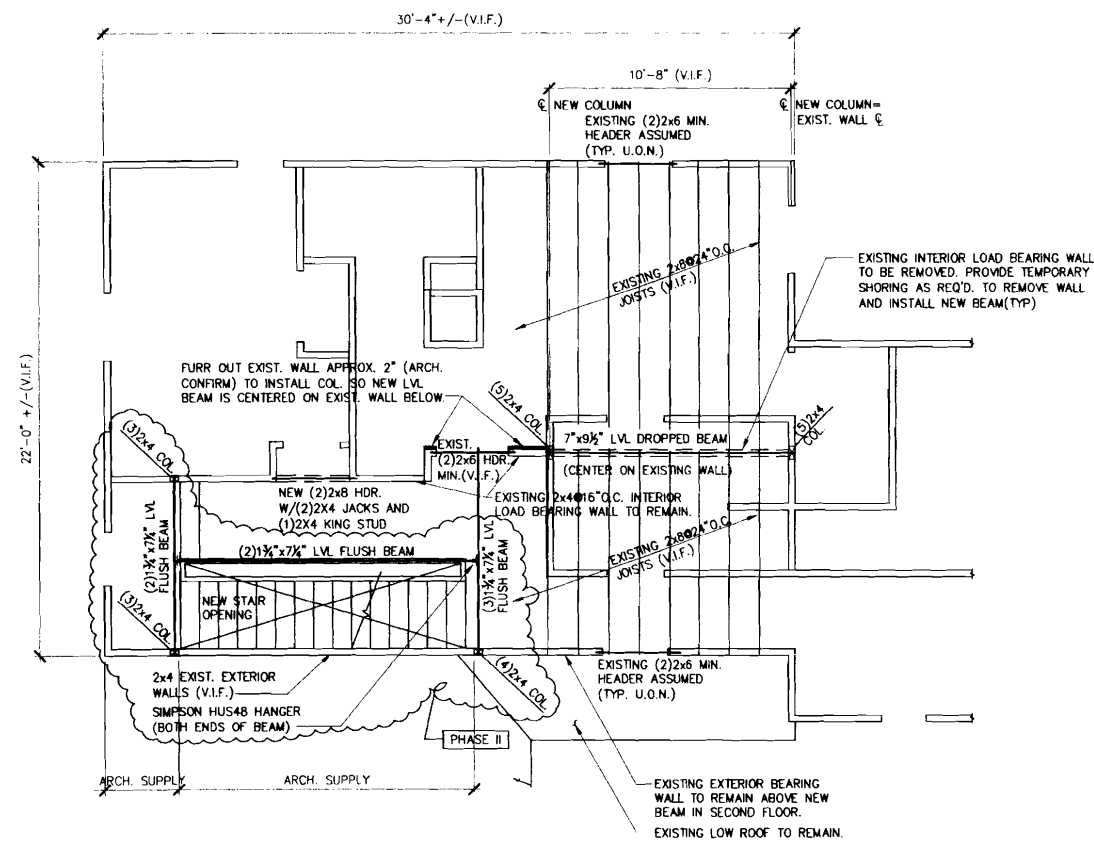 30'-4"+/-(V.I.F.)
10'-8" (V.I.F.)
℄ NEW COLUMN
EXISTING (2)2x6 MIN.
HEADER ASSUMED
(TYP. U.O.N.)
℄ NEW COLUMN=
EXIST. WALL ℄
EXISTING 2x8@24"O.C.
JOISTS (V.I.F.)
EXISTING INTERIOR LOAD BEARING WALL
TO BE REMOVED. PROVIDE TEMPORARY
SHORING AS REQ'D. TO REMOVE WALL
AND INSTALL NEW BEAM(TYP)
22'-0" +/-(V.I.F.)
FURR OUT EXIST. WALL APPROX. 2" (ARCH.
CONFIRM) TO INSTALL COL. SO NEW LVL
BEAM IS CENTERED ON EXIST. WALL BELOW.
(5)2x4 COL.
(5)2x4
COL.
(3)2x4 COL.
EXIST.
(2)2x6 HDR.
MIN.(V.I.F.)
7"x9½" LVL DROPPED BEAM
(CENTER ON EXISTING WALL)
NEW (2)2x8 HDR.
W/(2)2X4 JACKS AND
(1)2X4 KING STUD
EXISTING 2x4@16"O.C. INTERIOR
LOAD BEARING WALL TO REMAIN.
(2)1¾"x7¼" LVL
FLUSH BEAM
(2)1¾"x7¼" LVL FLUSH BEAM
(3)1¾"x7¼" LVL
FLUSH BEAM
EXISTING 2x8@24"O.C.
JOISTS (V.I.F.)
(3)2x4 COL.
NEW STAIR
OPENING
2x4 EXIST. EXTERIOR
WALLS (V.I.F.)
SIMPSON HUS48 HANGER
(BOTH ENDS OF BEAM)
(4)2x4 COL.
EXISTING (2)2x6 MIN.
HEADER ASSUMED
(TYP. U.O.N.)
PHASE II
ARCH. SUPPLY
ARCH. SUPPLY
EXISTING EXTERIOR BEARING
WALL TO REMAIN ABOVE NEW
BEAM IN SECOND FLOOR.
EXISTING LOW ROOF TO REMAIN.